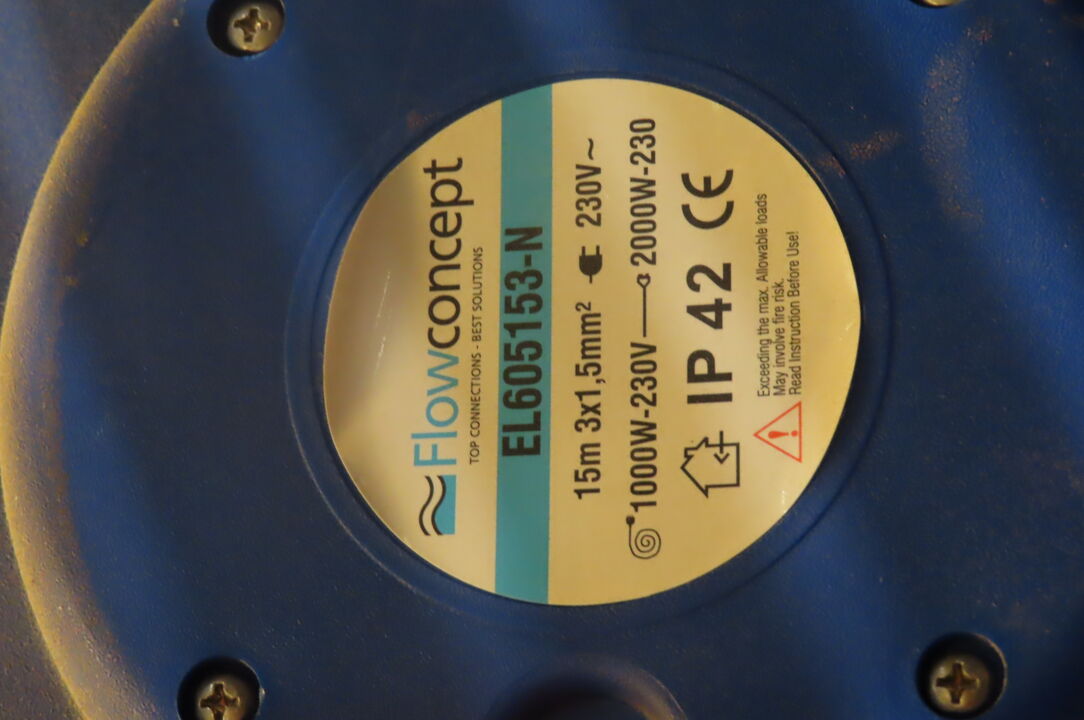 Flowconcept
TOP CONNECTIONS - BEST SOLUTIONS
EL605153-N
15m 3x1,5mm² 230V~
1000W-230V 2000W-230
IP 42 CE
Exceeding the max. Allowable loads
May involve fire risk.
Read Instruction Before Use!